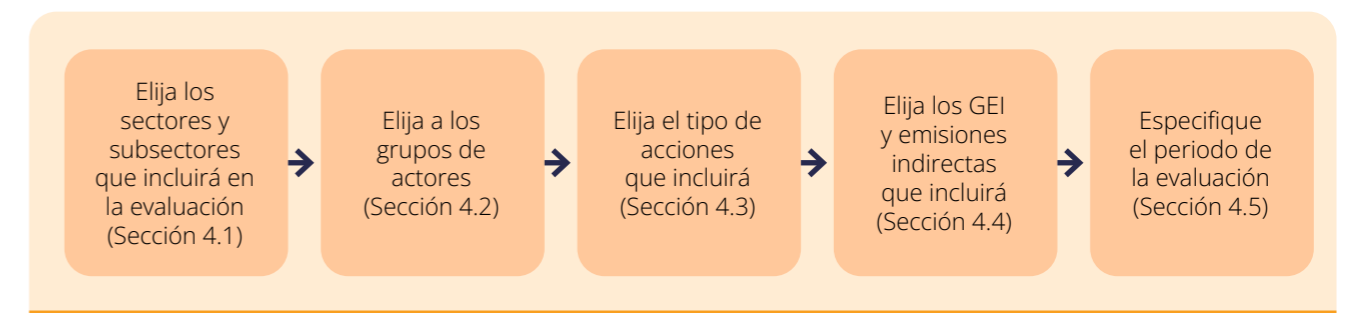 Elija los
sectores y
subsectores
que incluirá en
la evaluación
(Sección 4.1)
Elija a los
grupos de
actores
(Sección 4.2)
Elija el tipo de
acciones
que incluirá
(Sección 4.3)
Elija los GEI
y emisiones
indirectas
que incluirá
(Sección 4.4)
Especifique
el periodo de
la evaluación
(Sección 4.5)